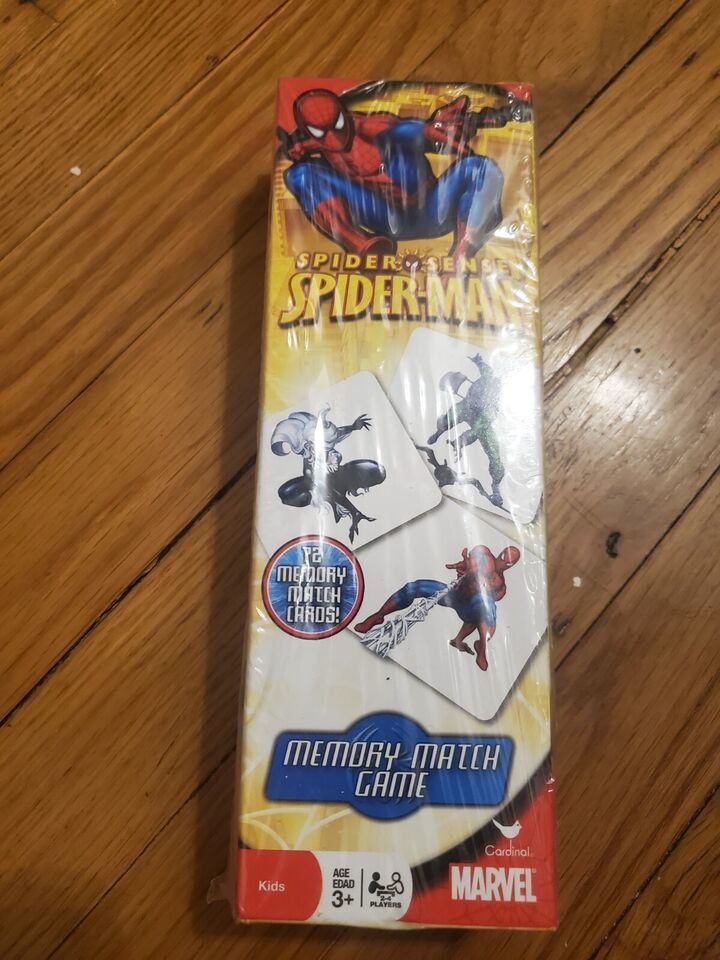 SPIDER SENSE
SPIDER-MAN
72
MEMORY
MATCH
CARDS!
MEMORY MATCH
GAME
Cardinal
Kids
AGE
EDAD
3+
2-4
PLAYERS
MARVEL